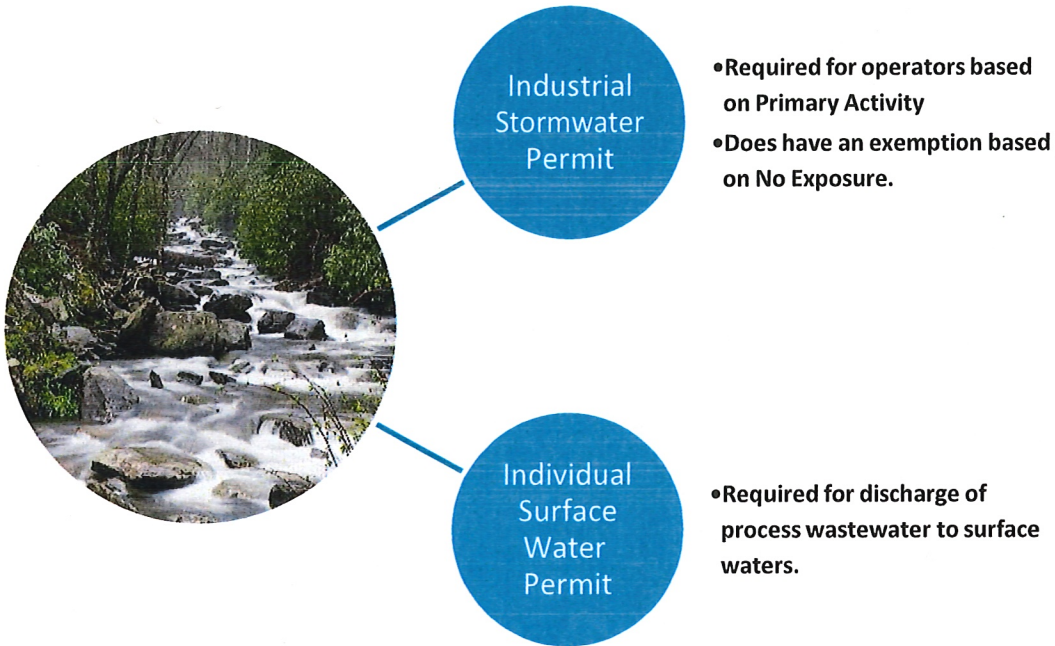 Industrial
Stormwater
Permit
•Required for operators based
on Primary Activity
•Does have an exemption based
on No Exposure.
Individual
Surface
Water
Permit
•Required for discharge of
process wastewater to surface
waters.